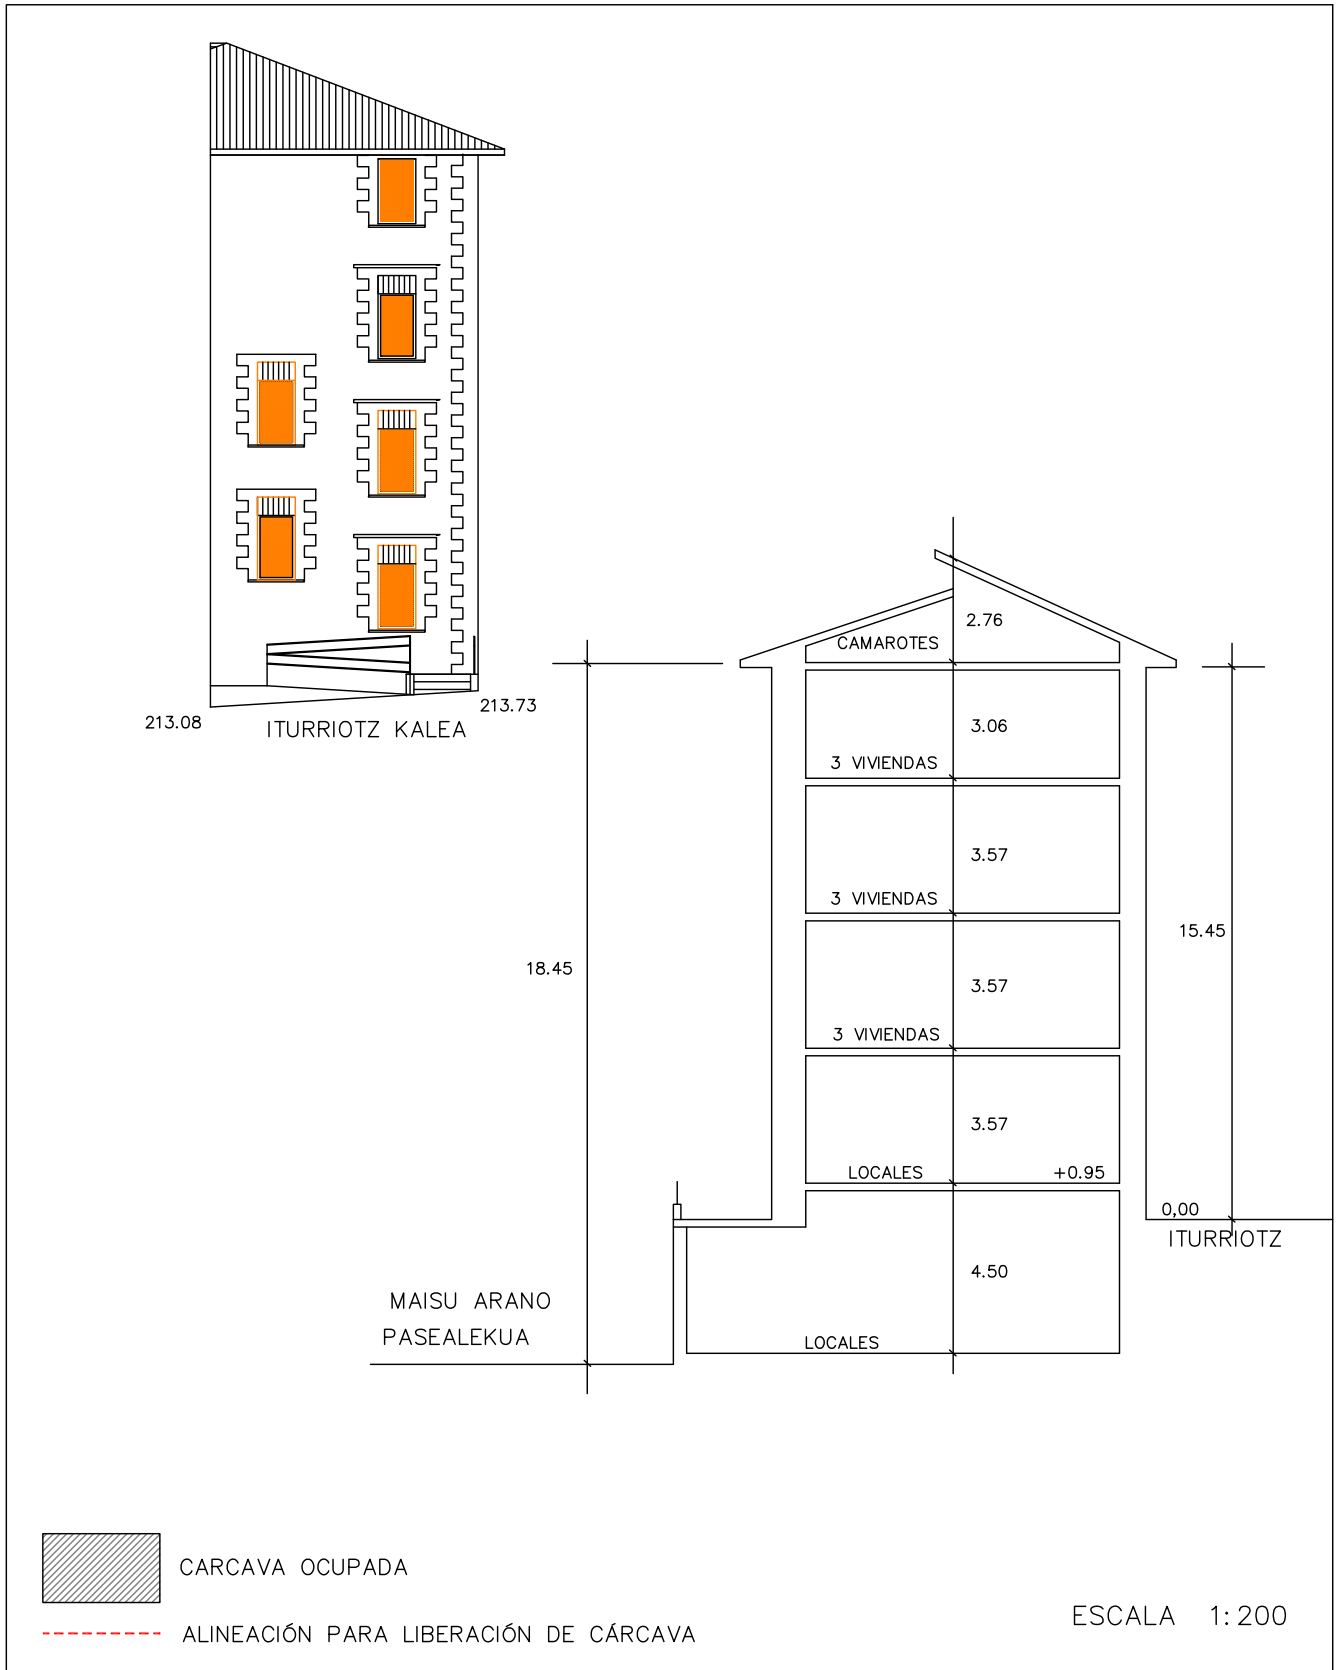 213.08
213.73
ITURRIOTZ KALEA
2.76
CAMAROTES
3.06
3 VIVIENDAS
3.57
3 VIVIENDAS
15.45
18.45
3.57
3 VIVIENDAS
3.57
LOCALES
+0.95
0,00
ITURRIOTZ
4.50
MAISU ARANO
PASEALEKUA
LOCALES
CARCAVA OCUPADA
ALINEACIÓN PARA LIBERACIÓN DE CÁRCAVA
ESCALA 1:200